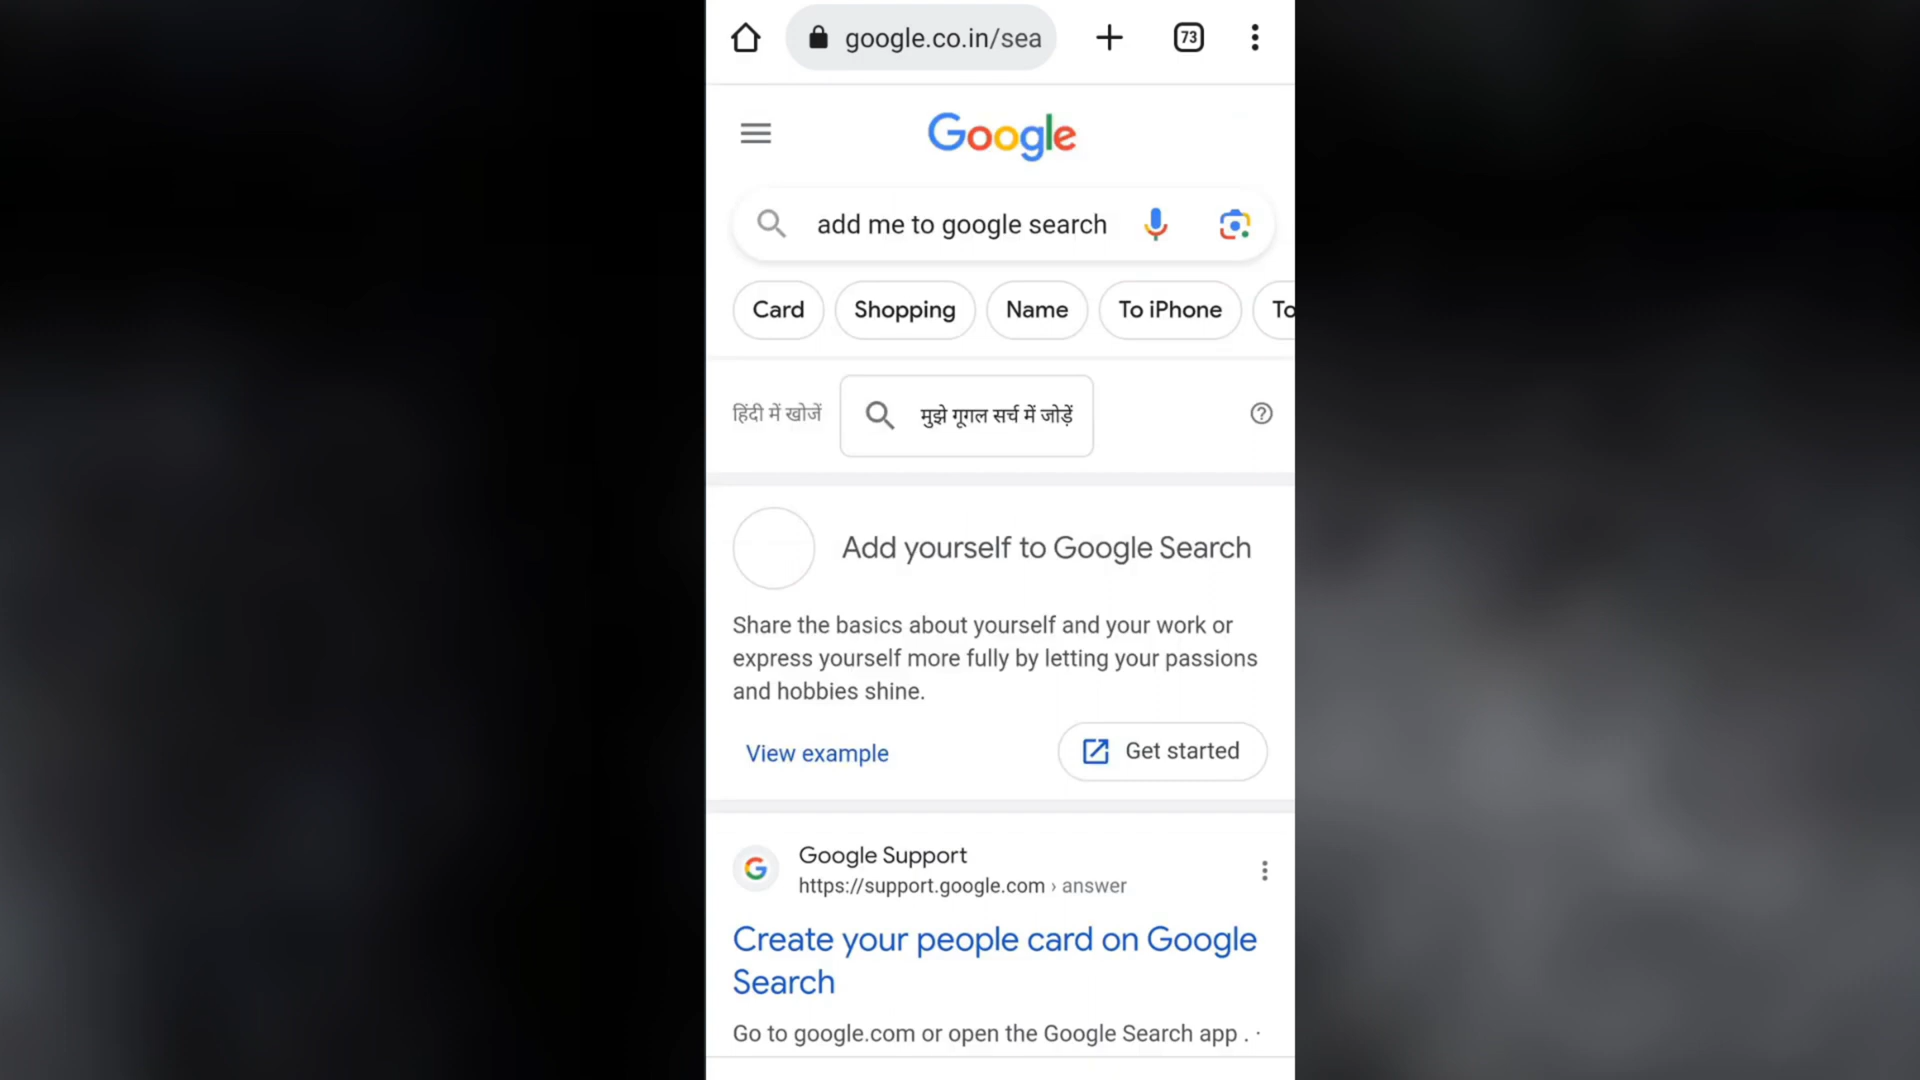 google.co.in/sea
73
Google
add me to google search
Card Shopping Name To iPhone To
हिंदी में खोजें मुझे गूगल सर्च में जोड़ें
Add yourself to Google Search
Share the basics about yourself and your work or
express yourself more fully by letting your passions
and hobbies shine.
View example Get started
Google Support
https://support.google.com › answer
Create your people card on Google
Search
Go to google.com or open the Google Search app . ·